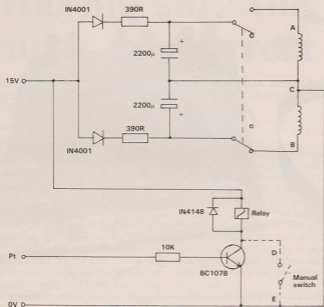 IN4001
390R
A
2200µ
+
15V
C
2200µ
+
B
IN4001
390R
IN4148
Relay
10K
D
Pt
BC107B
Manual
switch
E
0V